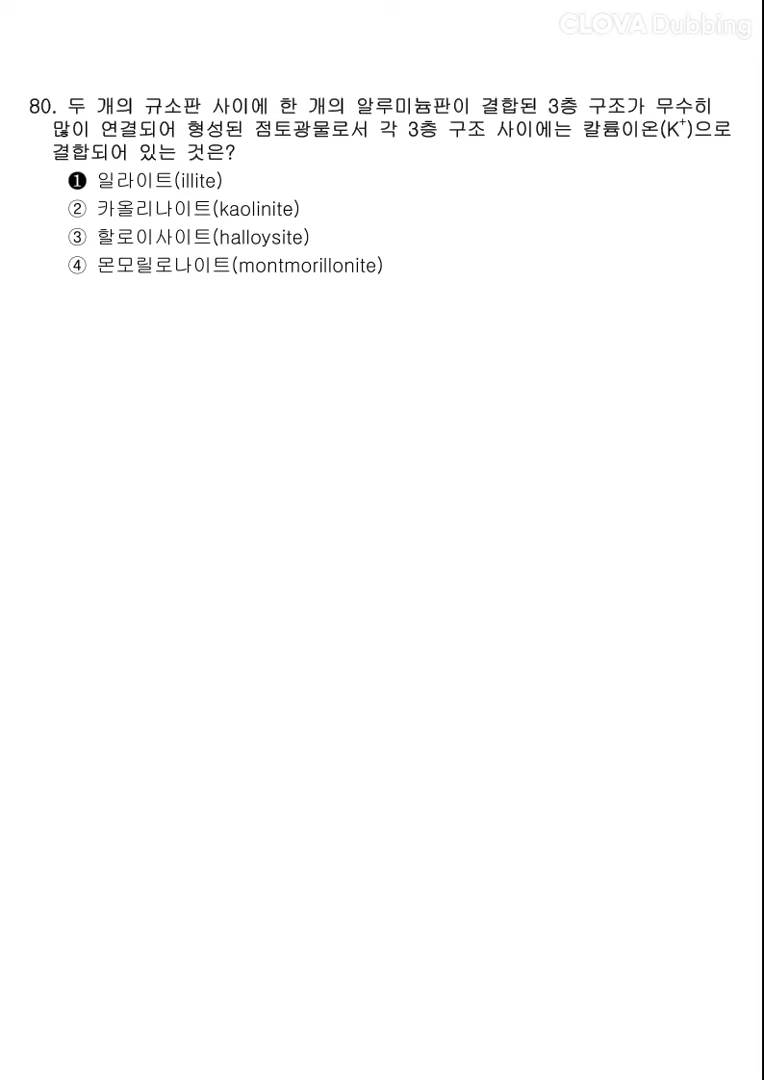 CLOVA Dubbing
80. 두 개의 규소판 사이에 한 개의 알루미늄판이 결합된 3층 구조가 무수히
많이 연결되어 형성된 점토광물로서 각 3층 구조 사이에는 칼륨이온(K⁺)으로
결합되어 있는 것은?
❶ 일라이트(illite)
② 카올리나이트(kaolinite)
③ 할로이사이트(halloysite)
④ 몬모릴로나이트(montmorillonite)